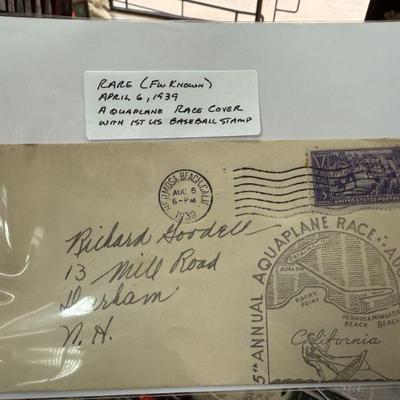 RARE (FW KNOWN)
APRIL 6, 1939
AQUAPLANE RACE COVER
WITH 1ST US BASEBALL STAMP
HERMOSA BEACH, CALIF.
AUG 6
6-PM
1939
UNITED STATES POSTAGE
Richard Goodell
13 Mill Road
Durham
N. H.
5TH ANNUAL AQUAPLANE RACE
CATALINA
AVALON
ROCKY
POINT
HERMOSA MANHATTAN
BEACH BEACH
California